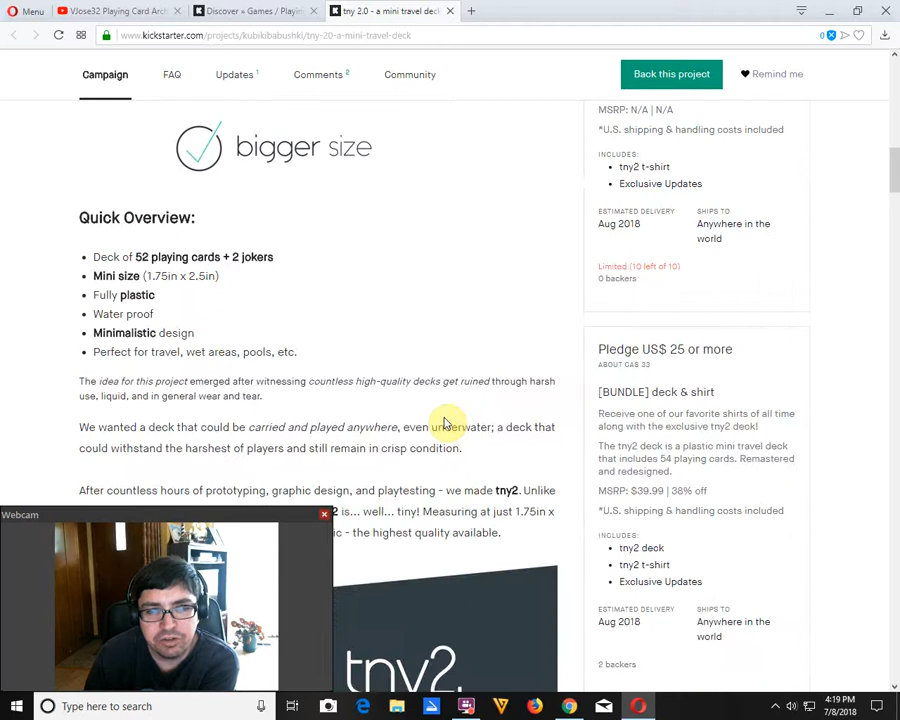 Menu
VJose32 Playing Card Arch
Discover » Games / Playin
tny 2.0 - a mini travel deck
www.kickstarter.com/projects/kubikibabushki/tny-20-a-mini-travel-deck
0
Campaign
FAQ
Updates 1
Comments 2
Community
Back this project
Remind me
bigger size
Quick Overview:
Deck of 52 playing cards + 2 jokers
Mini size (1.75in x 2.5in)
Fully plastic
Water proof
Minimalistic design
Perfect for travel, wet areas, pools, etc.
The idea for this project emerged after witnessing countless high-quality decks get ruined through harsh
use, liquid, and in general wear and tear.
We wanted a deck that could be carried and played anywhere, even underwater; a deck that
could withstand the harshest of players and still remain in crisp condition.
After countless hours of prototyping, graphic design, and playtesting - we made tny2. Unlike
2 is... well... tiny! Measuring at just 1.75in x
ic - the highest quality available.
tny2.
MSRP: N/A | N/A
*U.S. shipping & handling costs included
INCLUDES:
tny2 t-shirt
Exclusive Updates
ESTIMATED DELIVERY
Aug 2018
SHIPS TO
Anywhere in the
world
Limited (10 left of 10)
0 backers
Pledge US$ 25 or more
ABOUT CA$ 33
[BUNDLE] deck & shirt
Receive one of our favorite shirts of all time
along with the exclusive tny2 deck!
The tny2 deck is a plastic mini travel deck
that includes 54 playing cards. Remastered
and redesigned.
MSRP: $39.99 | 38% off
*U.S. shipping & handling costs included
INCLUDES:
tny2 deck
tny2 t-shirt
Exclusive Updates
ESTIMATED DELIVERY
Aug 2018
SHIPS TO
Anywhere in the
world
2 backers
Webcam
Type here to search
4:19 PM
7/8/2018